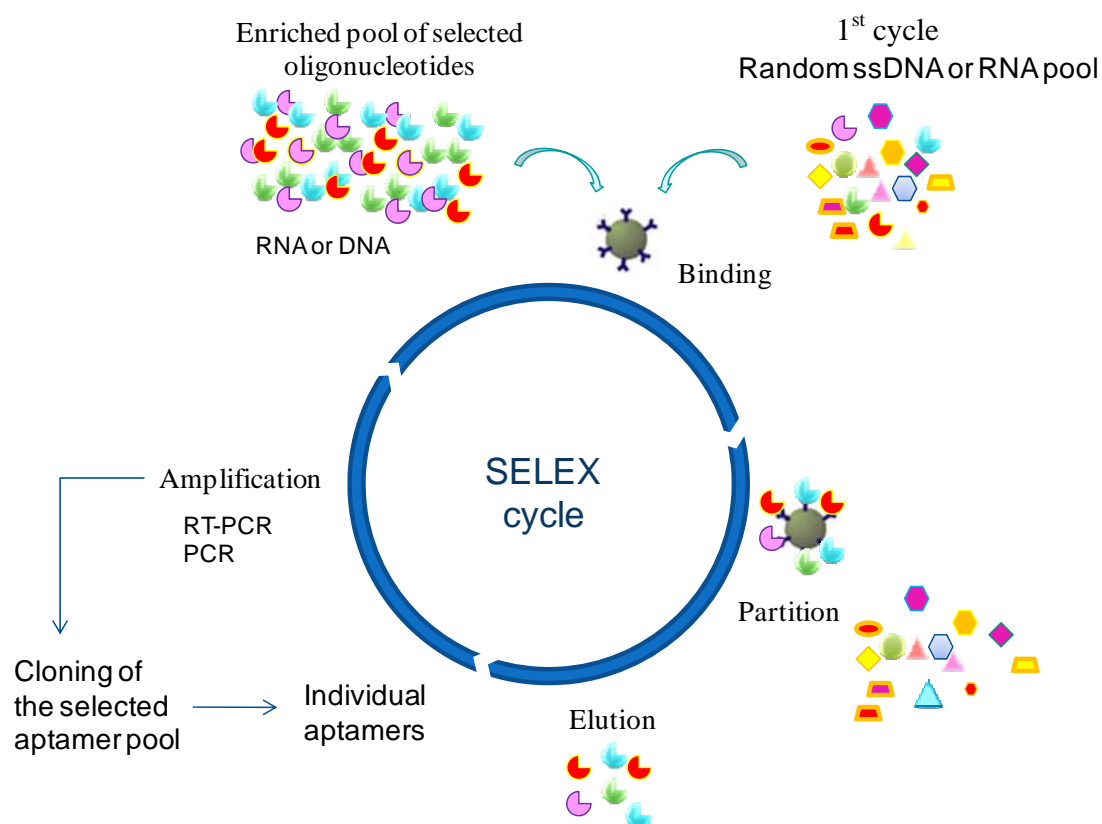 Enriched pool of selected
oligonucleotides
RNA or DNA
1st cycle
Random ssDNA or RNA pool
Binding
SELEX
cycle
Partition
Elution
Amplification
RT-PCR
PCR
Cloning of
the selected
aptamer pool
Individual
aptamers